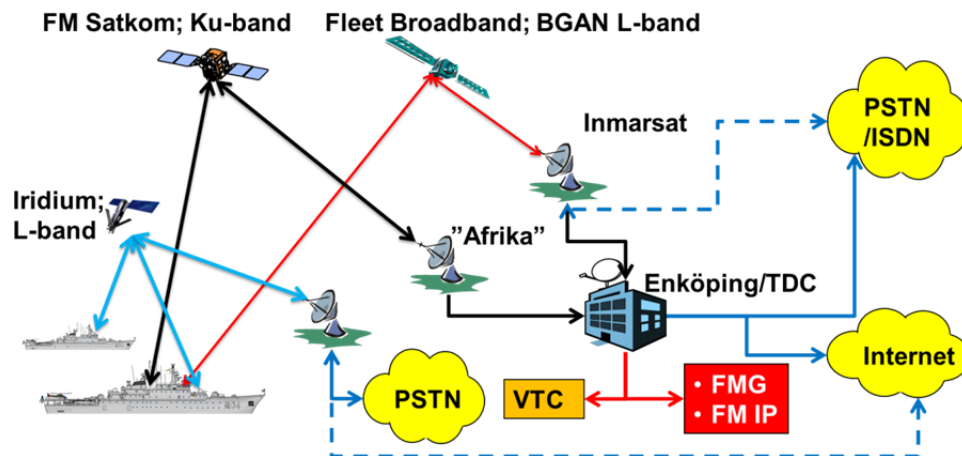 FM Satkom; Ku-band
Fleet Broadband; BGAN L-band
PSTN
/ISDN
Inmarsat
Iridium;
L-band
”Afrika”
Enköping/TDC
Internet
PSTN
VTC
• FMG
• FM IP